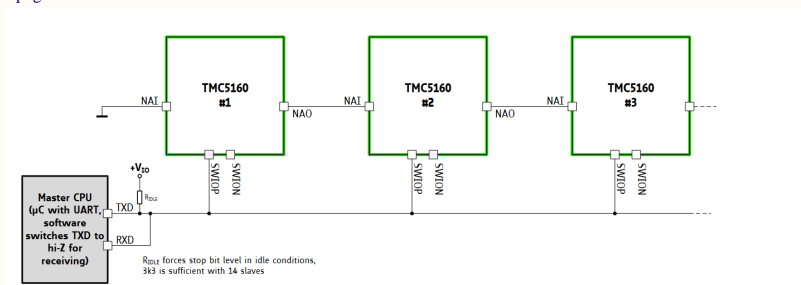 TMC5160
#1
TMC5160
#2
TMC5160
#3
NAI
NAO
NAI
NAO
NAI
SWIOP
SWION
SWIOP
SWION
SWIOP
SWION
+VIO
RIDLE
Master CPU
(µC with UART,
software
switches TXD to
hi-Z for
receiving)
TXD
RXD
RIDLE forces stop bit level in idle conditions,
3k3 is sufficient with 14 slaves